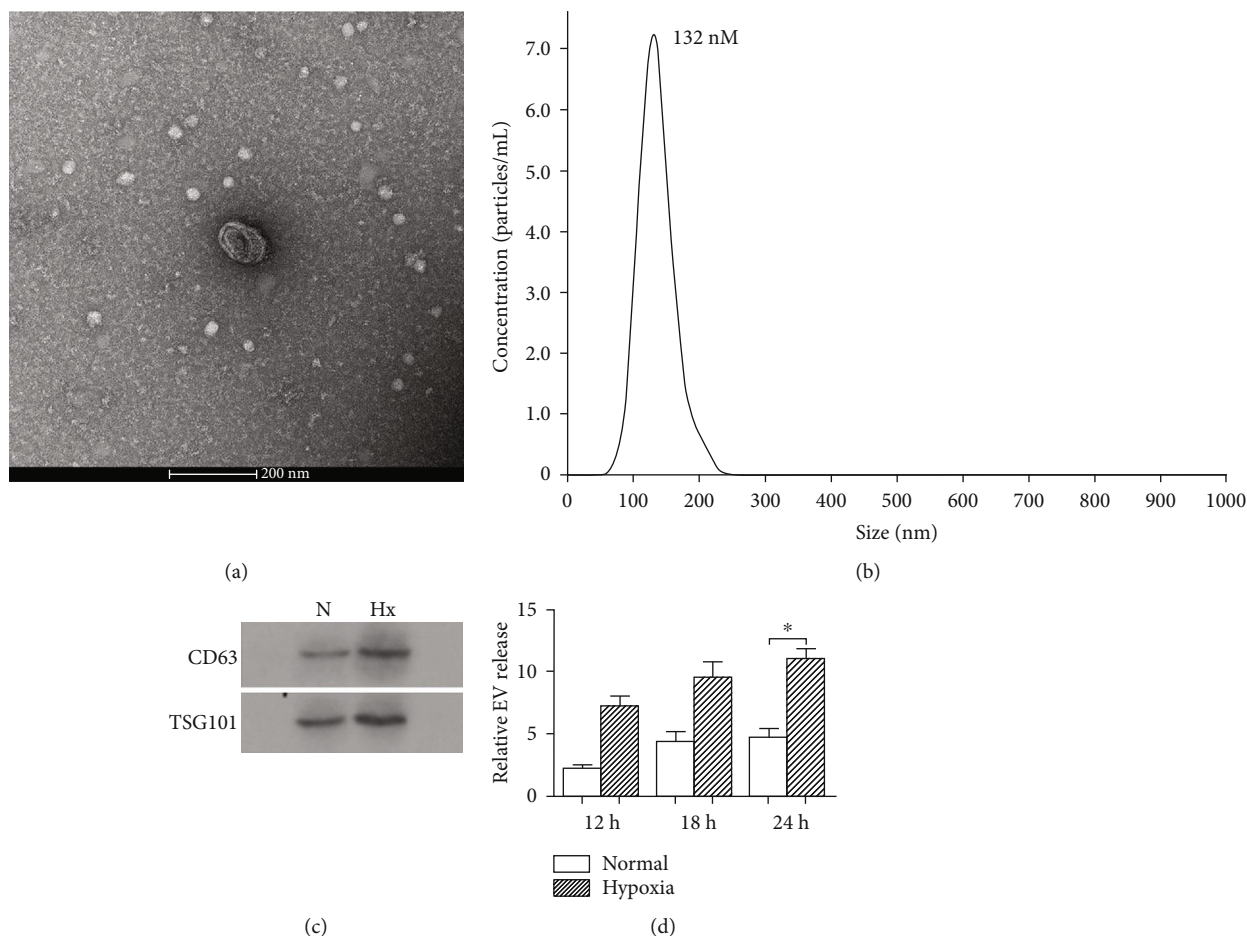 200 nm
(a)
Concentration (particles/mL)
7.0
6.0
5.0
4.0
3.0
2.0
1.0
0
132 nM
0 100 200 300 400 500 600 700 800 900 1000
Size (nm)
(b)
N Hx
CD63
TSG101
(c)
Relative EV release
15
10
5
0
*
12 h 18 h 24 h
Normal
Hypoxia
(d)